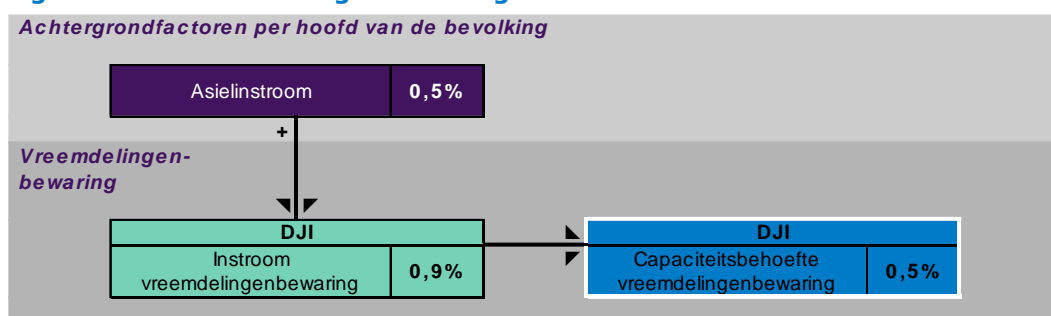 Achtergrondfactoren per hoofd van de bevolking
Asielinstroom 0,5%
+
Vreemdelingen-
bewaring
DJI
Instroom
vreemdelingenbewaring 0,9%
DJI
Capaciteitsbehoefte
vreemdelingenbewaring 0,5%